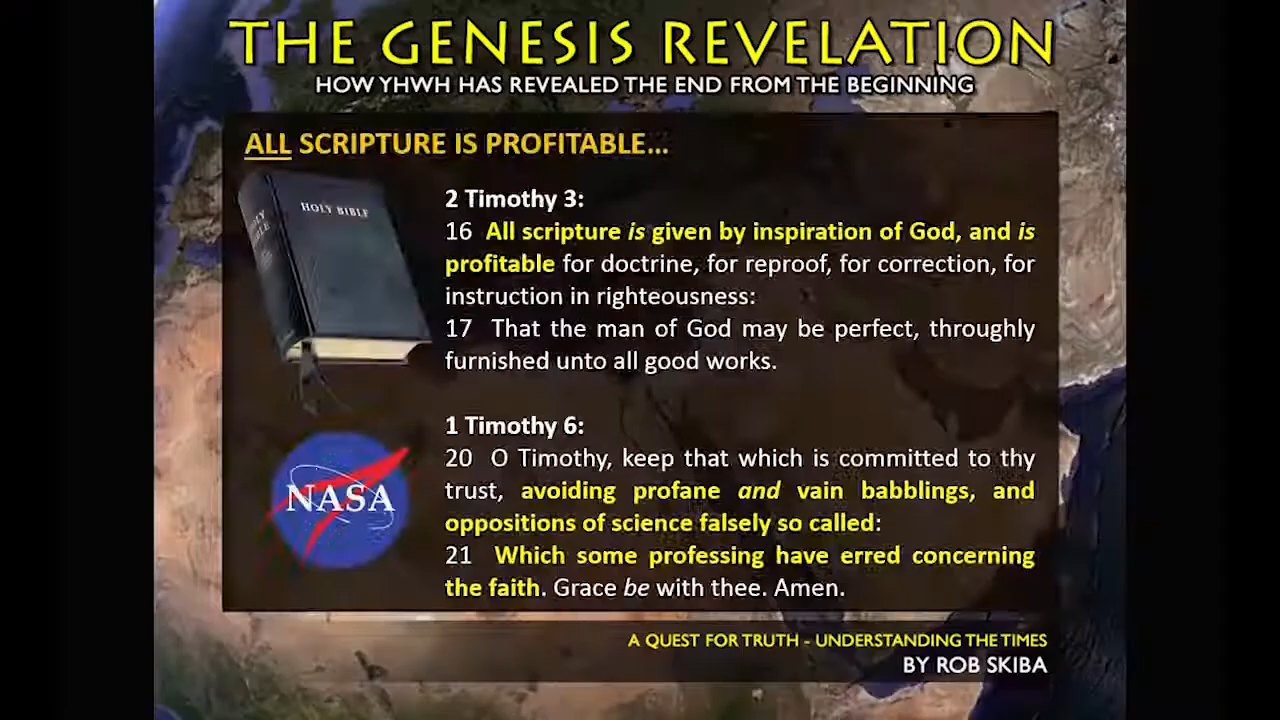 THE GENESIS REVELATION
HOW YHWH HAS REVEALED THE END FROM THE BEGINNING
ALL SCRIPTURE IS PROFITABLE...
HOLY BIBLE
HOLY BIBLE
2 Timothy 3:
16 All scripture is given by inspiration of God, and is
profitable for doctrine, for reproof, for correction, for
instruction in righteousness:
17 That the man of God may be perfect, throughly
furnished unto all good works.
NASA
1 Timothy 6:
20 O Timothy, keep that which is committed to thy
trust, avoiding profane and vain babblings, and
oppositions of science falsely so called:
21 Which some professing have erred concerning
the faith. Grace be with thee. Amen.
A QUEST FOR TRUTH - UNDERSTANDING THE TIMES
BY ROB SKIBA